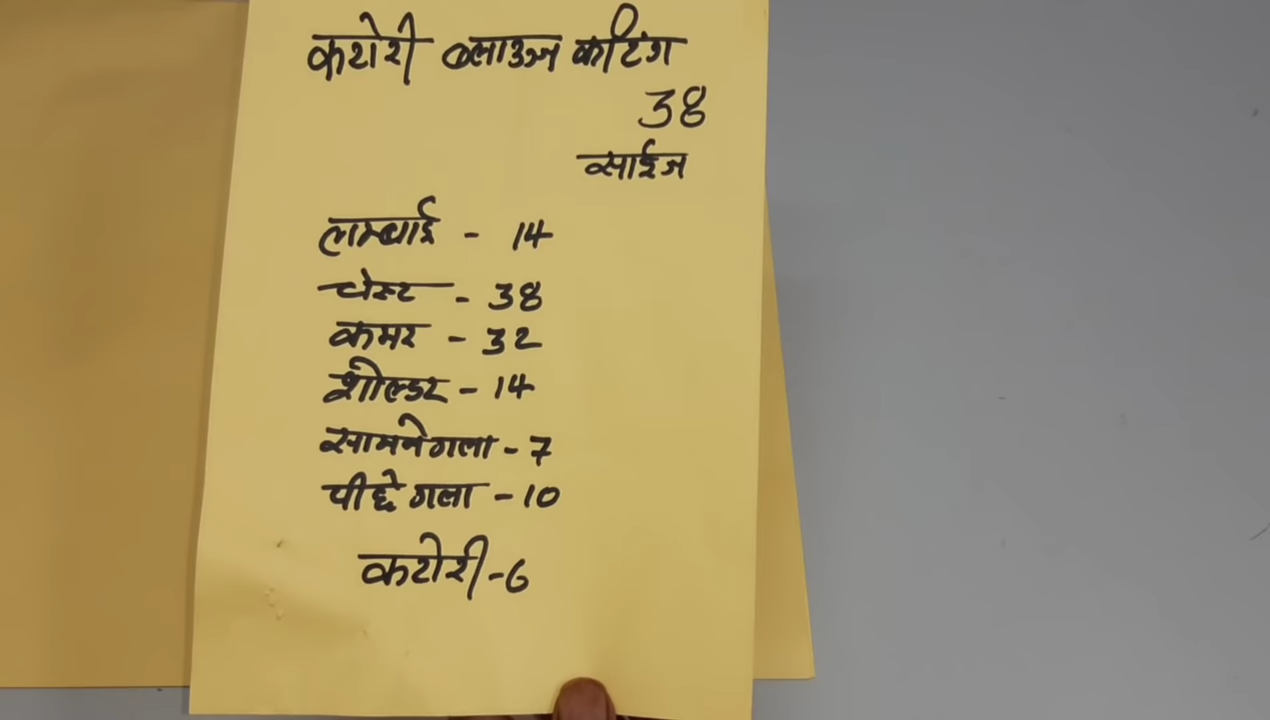 कटोरी ब्लाउज कटिंग
38
साईज
लम्बाई - 14
चेस्ट - 38
कमर - 32
शोल्डर - 14
सामने गला - 7
पीछे गला - 10
कटोरी - 6